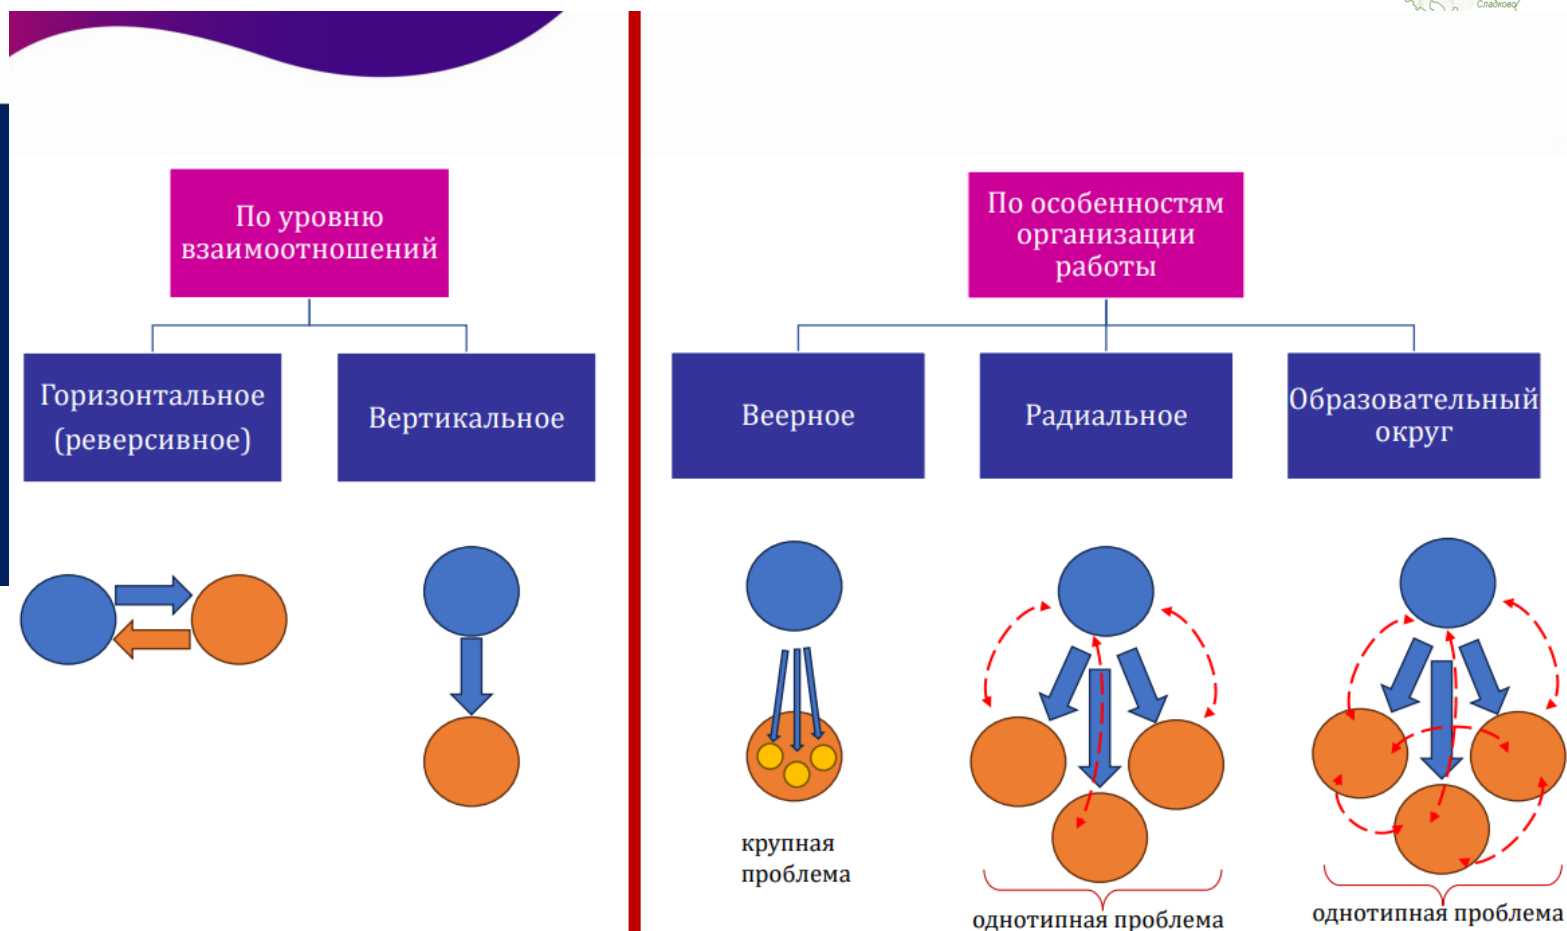 Сладково
По уровню
взаимоотношений
Горизонтальное
(реверсивное)
Вертикальное
По особенностям
организации
работы
Веерное
Радиальное
Образовательный
округ
крупная
проблема
однотипная проблема
однотипная проблема